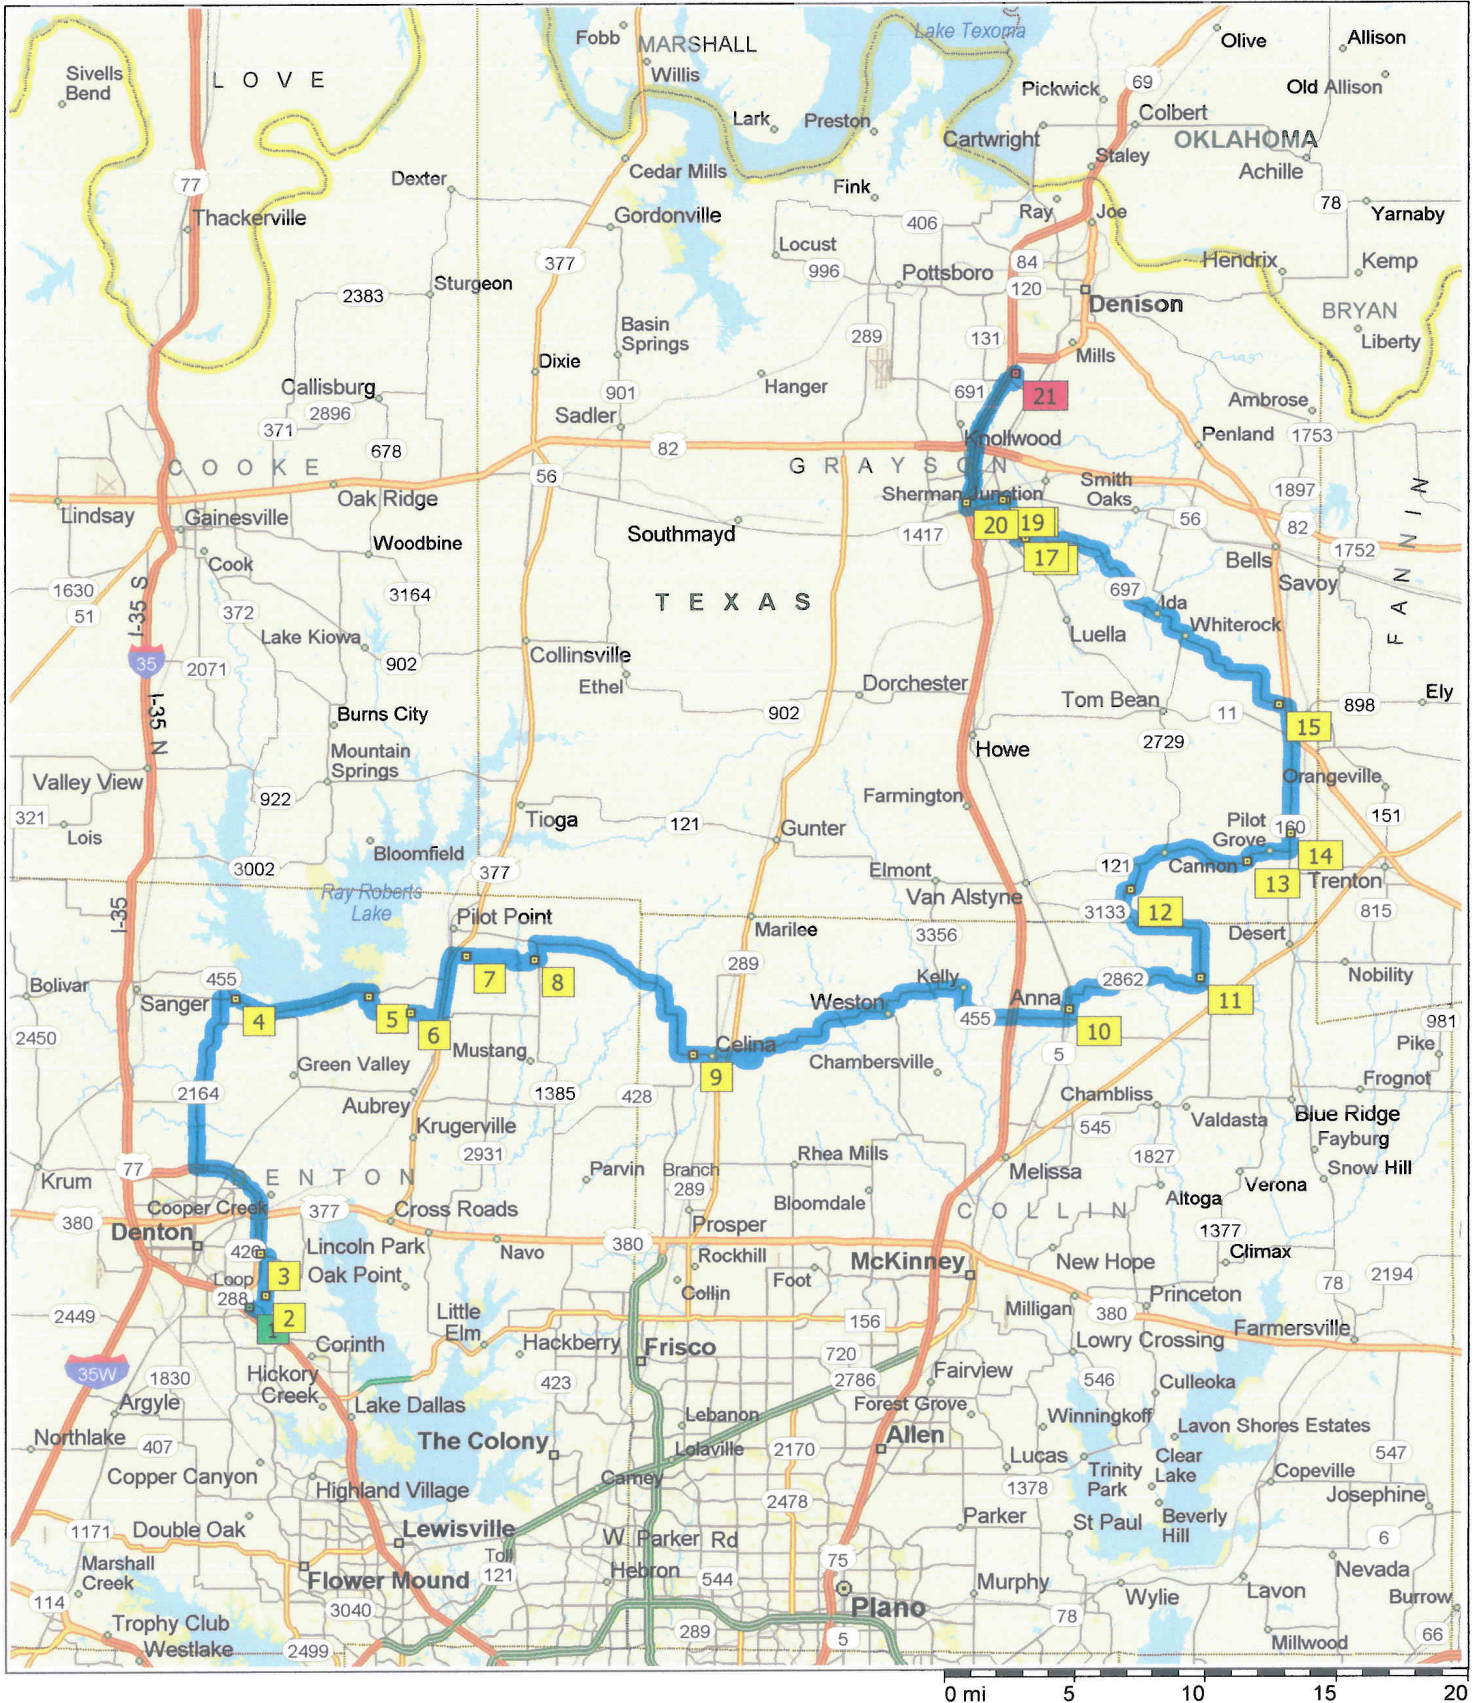 Lake Texoma
Fobb
MARSHALL
Olive
Allison
Sivells
Bend
LOVE
Willis
Pickwick
69
Old Allison
Lark
Preston
Colbert
Cartwright
OKLAHOMA
Staley
Cedar Mills
Achille
77
Dexter
Fink
78
Thackerville
Gordonville
406
Ray
Joe
Yarnaby
Locust
377
996
Pottsboro
84
Hendrix
Kemp
2383
Sturgeon
120
Denison
BRYAN
Basin
Springs
289
131
Liberty
Dixie
Mills
Callisburg
901
Hanger
691
21
2896
Ambrose
371
Sadler
Knollwood
Penland
1753
678
82
COOKE
GRAYSON
56
Sherman Junction
Smith
Oaks
1897
Oak Ridge
Lindsay
Gainesville
Southmayd
1417
20
19
56
82
Woodbine
17
1752
Cook
Bells
Savoy
FANNIN
1630
51
I-35 S
372
3164
TEXAS
697
Ida
Whiterock
Lake Kiowa
902
Luella
35
2071
Collinsville
Ethel
Dorchester
Tom Bean
11
898
Ely
I-35 N
Burns City
902
15
Howe
2729
Mountain
Springs
Valley View
Orangeville
922
Farmington
321
Lois
Tioga
121
Gunter
Pilot
Grove
160
151
Bloomfield
3002
377
Elmont
121
Cannon
14
13
Trenton
Ray Roberts
Lake
Van Alstyne
I-35
Pilot Point
Marilee
3356
3133
12
815
Desert
455
7
8
289
Kelly
2862
Nobility
Bolivar
Sanger
4
5
6
Weston
Anna
11
455
10
981
2450
Mustang
Celina
Pike
Green Valley
9
Chambersville
5
2164
1385
428
Frognot
Aubrey
Chambliss
Krugerville
Valdasta
Blue Ridge
545
Fayburg
2931
Rhea Mills
1827
Snow Hill
77
Krum
DENTON
Parvin
Branch
289
Melissa
Verona
Bloomdale
Altoga
Cooper Creek
377
Cross Roads
COLLIN
380
1377
Denton
Prosper
426
Lincoln Park
Navo
380
Rockhill
McKinney
New Hope
Climax
3
Oak Point
Loop
288
Collin
Foot
78
2194
2
1
Princeton
2449
Little
Elm
156
Milligan
380
Farmersville
Corinth
Hackberry
Frisco
Lowry Crossing
720
35W
Hickory
Creek
1830
423
2786
Fairview
546
Culleoka
Argyle
Lake Dallas
Forest Grove
Winningkoff
Lavon Shores Estates
Northlake
407
Lebanon
The Colony
Lolaville
2170
Allen
Lucas
Clear
Lake
547
Copper Canyon
Carney
Trinity
Park
Copeville
Highland Village
1378
Josephine
2478
Parker
St Paul
Beverly
Hill
1171
Double Oak
Lewisville
W Parker Rd
6
Marshall
Creek
Toll
121
75
Hebron
544
Flower Mound
Murphy
Wylie
Lavon
Nevada
Burrow
114
3040
Plano
78
Trophy Club
Westlake
2499
289
5
Millwood
66
0 mi 5 10 15 20